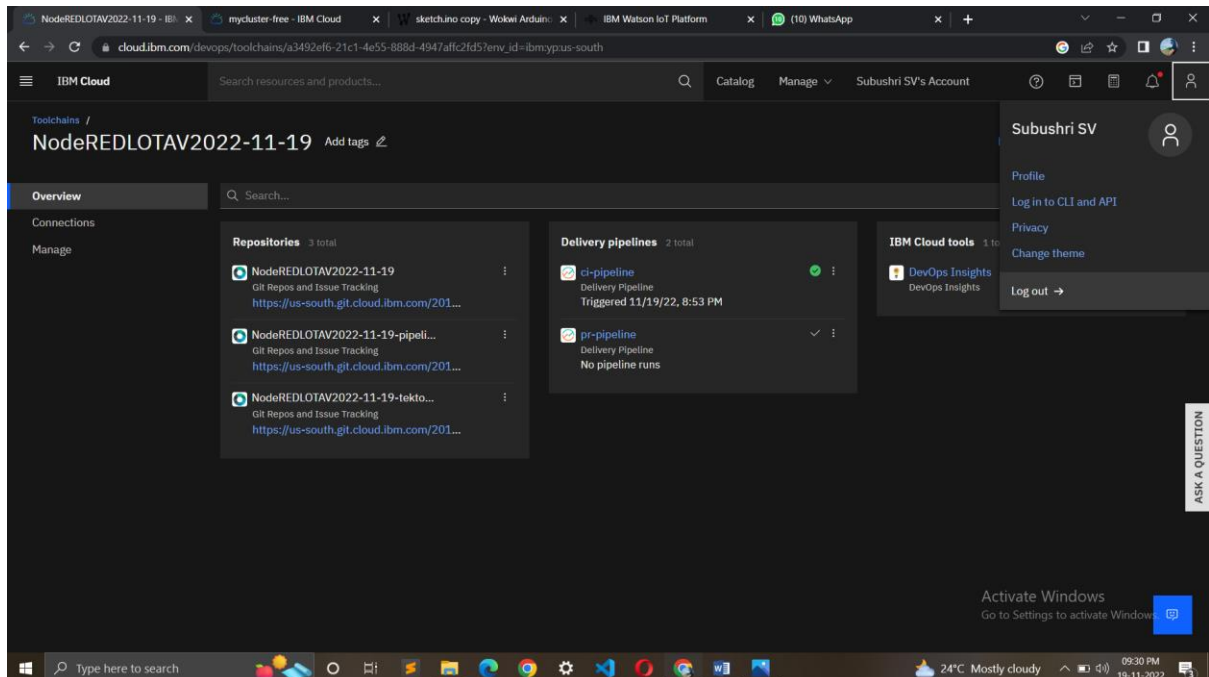 NodeREDLOTAV2022-11-19 - IBM
mycluster-free - IBM Cloud
sketch.ino copy - Wokwi Arduino
IBM Watson IoT Platform
(10) WhatsApp
cloud.ibm.com/devops/toolchains/a3492ef6-21c1-4e55-888d-4947affc2fd5?env_id=ibm:yp:us-south
IBM Cloud
Search resources and products...
Catalog
Manage
Subushri SV's Account
Toolchains /
NodeREDLOTAV2022-11-19 Add tags
Subushri SV
Profile
Log in to CLI and API
Privacy
Change theme
Log out →
Overview
Connections
Manage
Search...
Repositories 3 total
NodeREDLOTAV2022-11-19
Git Repos and Issue Tracking
https://us-south.git.cloud.ibm.com/201...
NodeREDLOTAV2022-11-19-pipeli...
Git Repos and Issue Tracking
https://us-south.git.cloud.ibm.com/201...
NodeREDLOTAV2022-11-19-tekto...
Git Repos and Issue Tracking
https://us-south.git.cloud.ibm.com/201...
Delivery pipelines 2 total
ci-pipeline
Delivery Pipeline
Triggered 11/19/22, 8:53 PM
pr-pipeline
Delivery Pipeline
No pipeline runs
IBM Cloud tools 1 to
DevOps Insights
DevOps Insights
ASK A QUESTION
Activate Windows
Go to Settings to activate Windows.
Type here to search
24°C Mostly cloudy
09:30 PM
19-11-2022